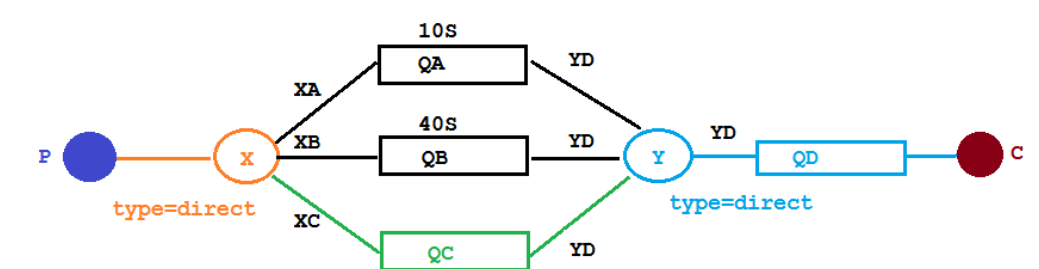 10S
QA
YD
XA
40S
XB
QB
YD
YD
P
X
Y
QD
C
type=direct
type=direct
XC
QC
YD